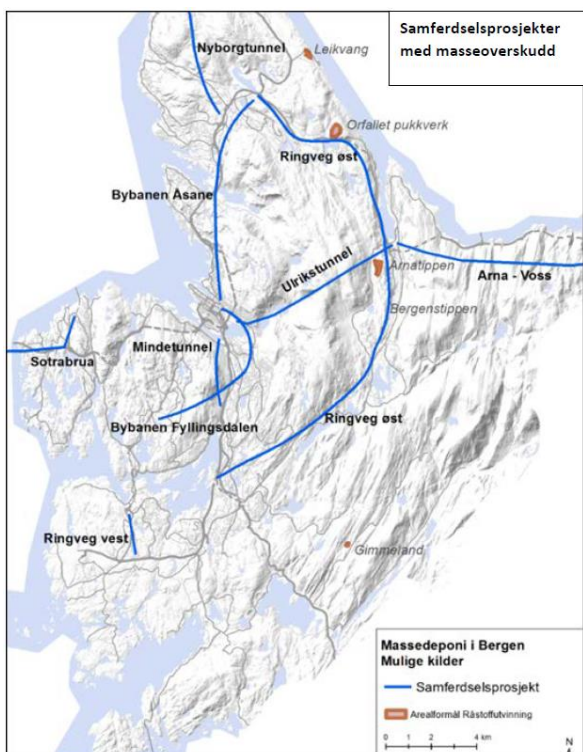 Samferdselsprosjekter
med masseoverskudd
Nyborgtunnel
Leikvang
Orfallet pukkverk
Ringveg øst
Bybanen Åsane
Ulrikstunnel
Arnatippen
Arna - Voss
Bergenstippen
Sotrabrua
Mindetunnel
Bybanen Fyllingsdalen
Ringveg øst
Ringveg vest
Gimmeland
Massedeponi i Bergen
Mulige kilder
Samferdselsprosjekt
Arealformål Råstoffutvinning
0 1 2 4 km
N